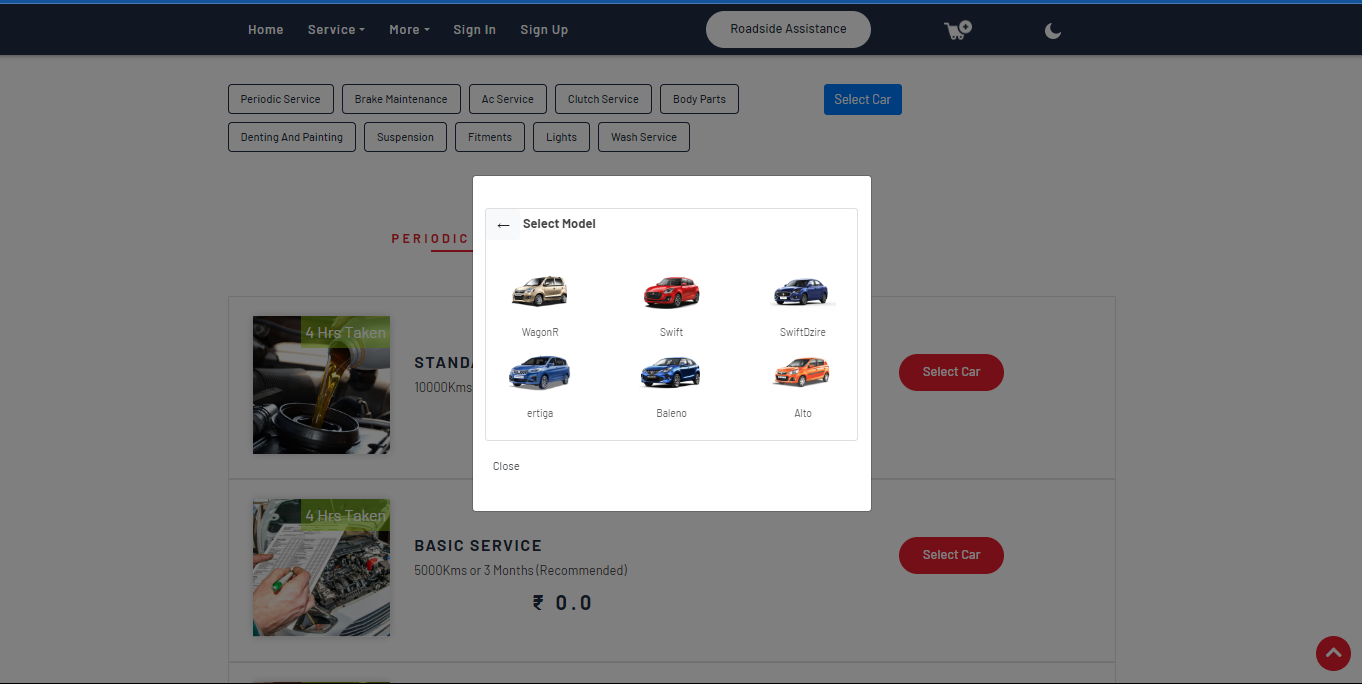 Home Service More Sign In Sign Up Roadside Assistance
Periodic Service Brake Maintenance Ac Service Clutch Service Body Parts Select Car
Denting And Painting Suspension Fitments Lights Wash Service
PERIODIC
Select Model
WagonR Swift SwiftDzire
ertiga Baleno Alto
Close
4 Hrs Taken
STANDA
10000Kms
Select Car
4 Hrs Taken
BASIC SERVICE
5000Kms or 3 Months (Recommended)
₹ 0.0
Select Car